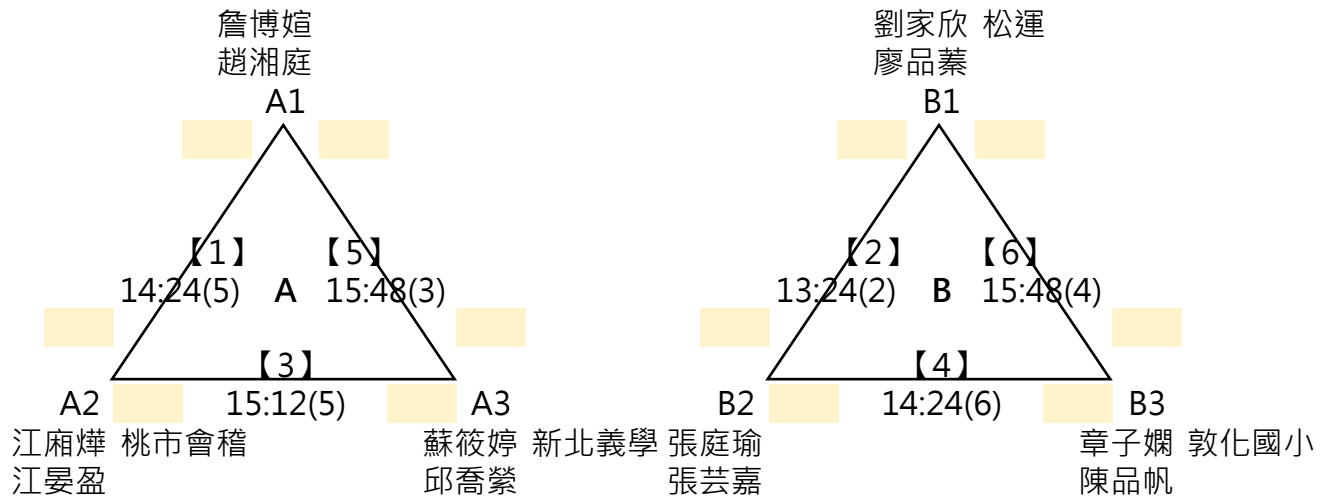 詹博媗
趙湘庭
A1
劉家欣 松運
廖品蓁
B1
【1】
14:24(5)
A
【5】
15:48(3)
【2】
13:24(2)
B
【6】
15:48(4)
【3】
15:12(5)
【4】
14:24(6)
A2
江廂燁 桃市會稽
江晏盈
A3
蘇筱婷 新北義學
邱喬縈
B2
張庭瑜
張芸嘉
B3
章子嫻 敦化國小
陳品帆